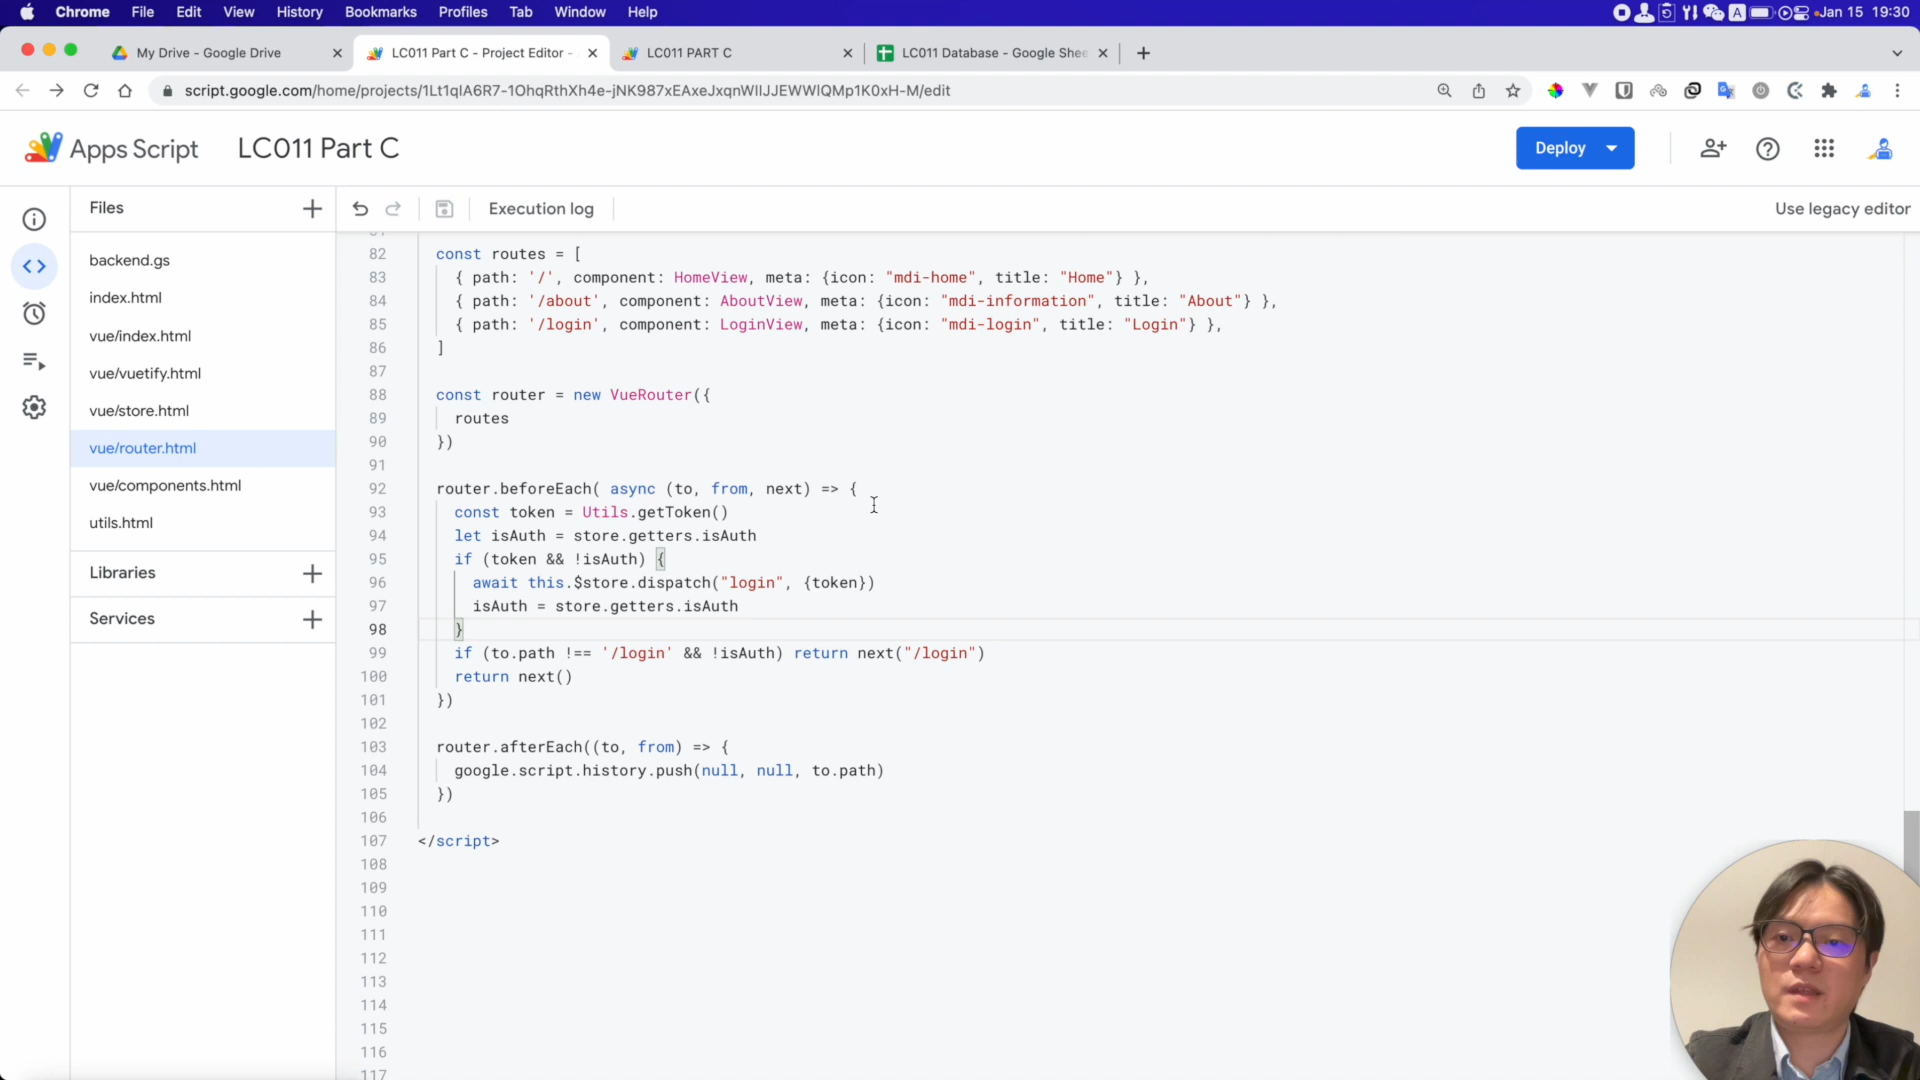 Chrome File Edit View History Bookmarks Profiles Tab Window Help A Jan 15 19:30
My Drive - Google Drive LC011 Part C - Project Editor - LC011 PART C LC011 Database - Google She
script.google.com/home/projects/1Lt1qIA6R7-1OhqRthXh4e-jNK987xEAxeJxqnWIIJJEWWIQMp1K0xH-M/edit
Apps Script LC011 Part C Deploy
Files Execution log Use legacy editor
backend.gs
index.html
vue/index.html
vue/vuetify.html
vue/store.html
vue/router.html
vue/components.html
utils.html
Libraries
Services
82 const routes = [
83 { path: '/', component: HomeView, meta: {icon: "mdi-home", title: "Home"} },
84 { path: '/about', component: AboutView, meta: {icon: "mdi-information", title: "About"} },
85 { path: '/login', component: LoginView, meta: {icon: "mdi-login", title: "Login"} },
86 ]
87
88 const router = new VueRouter({
89 routes
90 })
91
92 router.beforeEach( async (to, from, next) => {
93 const token = Utils.getToken()
94 let isAuth = store.getters.isAuth
95 if (token && !isAuth) {
96 await this.$store.dispatch("login", {token})
97 isAuth = store.getters.isAuth
98 }
99 if (to.path !== '/login' && !isAuth) return next("/login")
100 return next()
101 })
102
103 router.afterEach((to, from) => {
104 google.script.history.push(null, null, to.path)
105 })
106
107 </script>
108
109
110
111
112
113
114
115
116
117